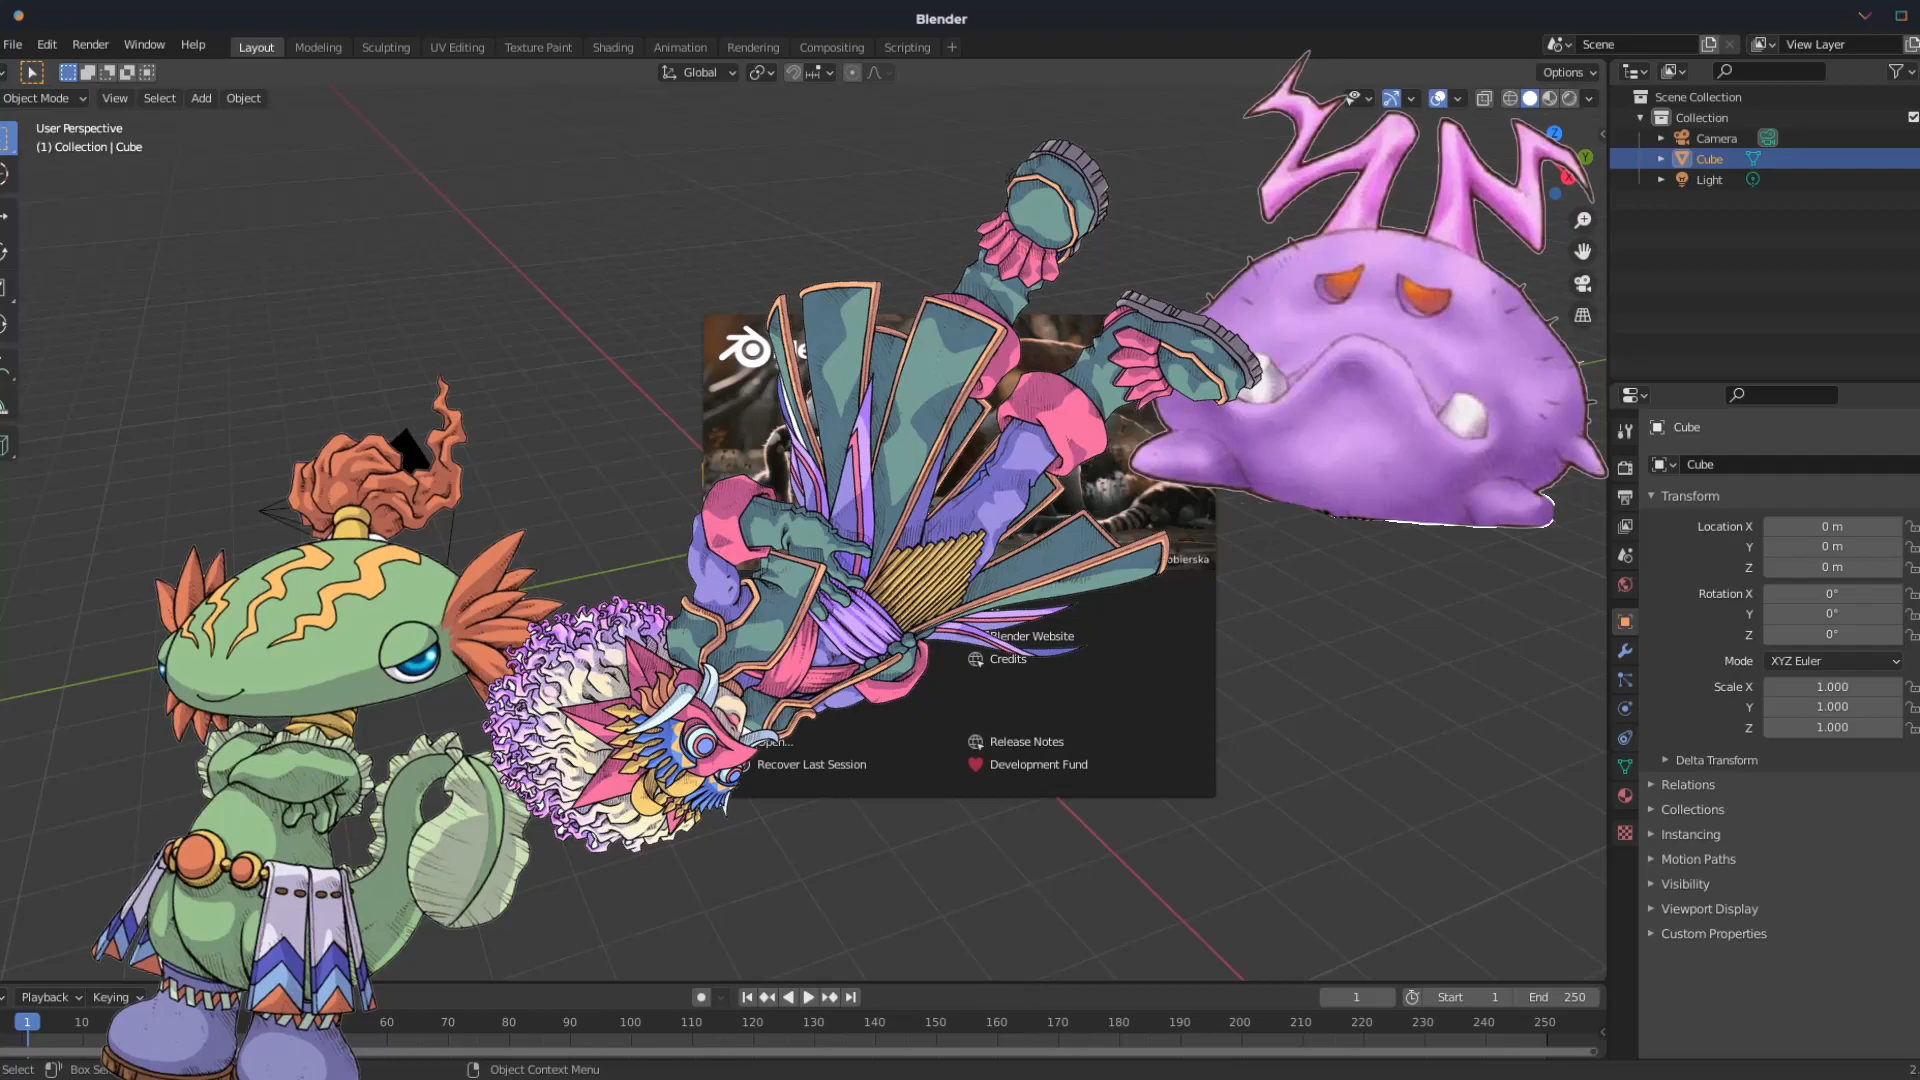 Blender
File Edit Render Window Help Layout Modeling Sculpting UV Editing Texture Paint Shading Animation Rendering Compositing Scripting + Scene View Layer
Global Options
Object Mode View Select Add Object
User Perspective
(1) Collection | Cube
Z
Y
X
Scene Collection
Collection
Camera
Cube
Light
Cube
Cube
Transform
Location X 0 m
Y 0 m
Z 0 m
Rotation X 0°
Y 0°
Z 0°
Mode XYZ Euler
Scale X 1.000
Y 1.000
Z 1.000
Delta Transform
Relations
Collections
Instancing
Motion Paths
Visibility
Viewport Display
Custom Properties
Blender Website
Credits
Open...
Recover Last Session
Release Notes
Development Fund
Playback Keying 1 Start 1 End 250
1 10 60 70 80 90 100 110 120 130 140 150 160 170 180 190 200 210 220 230 240 250
Select Object Context Menu